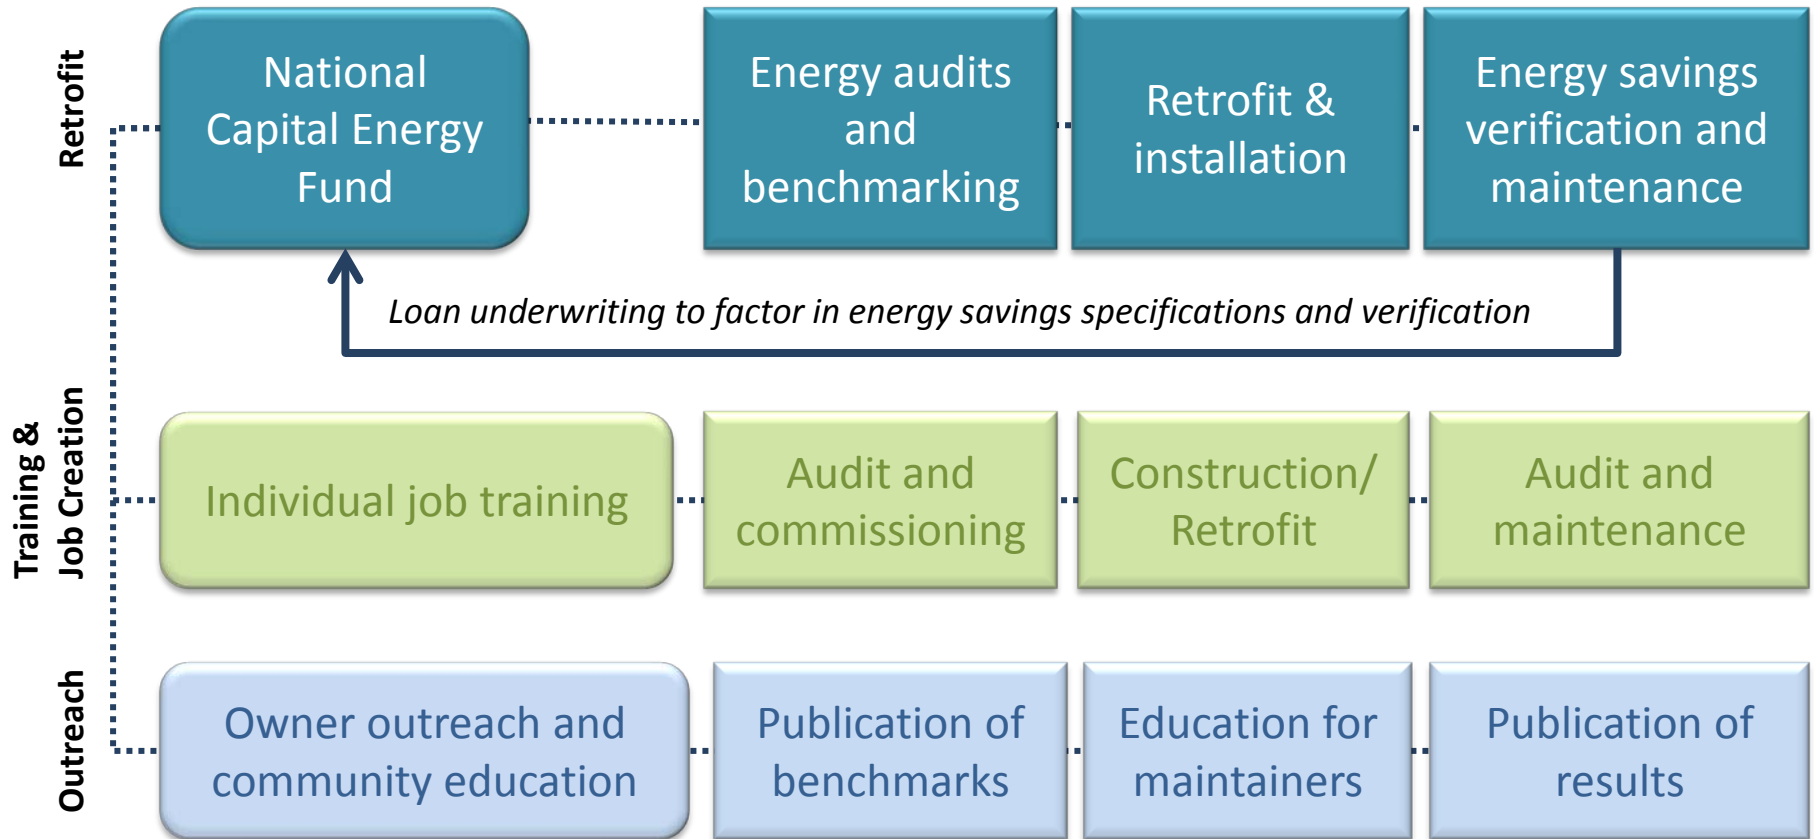 Retrofit
National
Capital Energy
Fund
Energy audits
and
benchmarking
Retrofit &
installation
Energy savings
verification and
maintenance
Loan underwriting to factor in energy savings specifications and verification
Training &
Job Creation
Individual job training
Audit and
commissioning
Construction/
Retrofit
Audit and
maintenance
Outreach
Owner outreach and
community education
Publication of
benchmarks
Education for
maintainers
Publication of
results